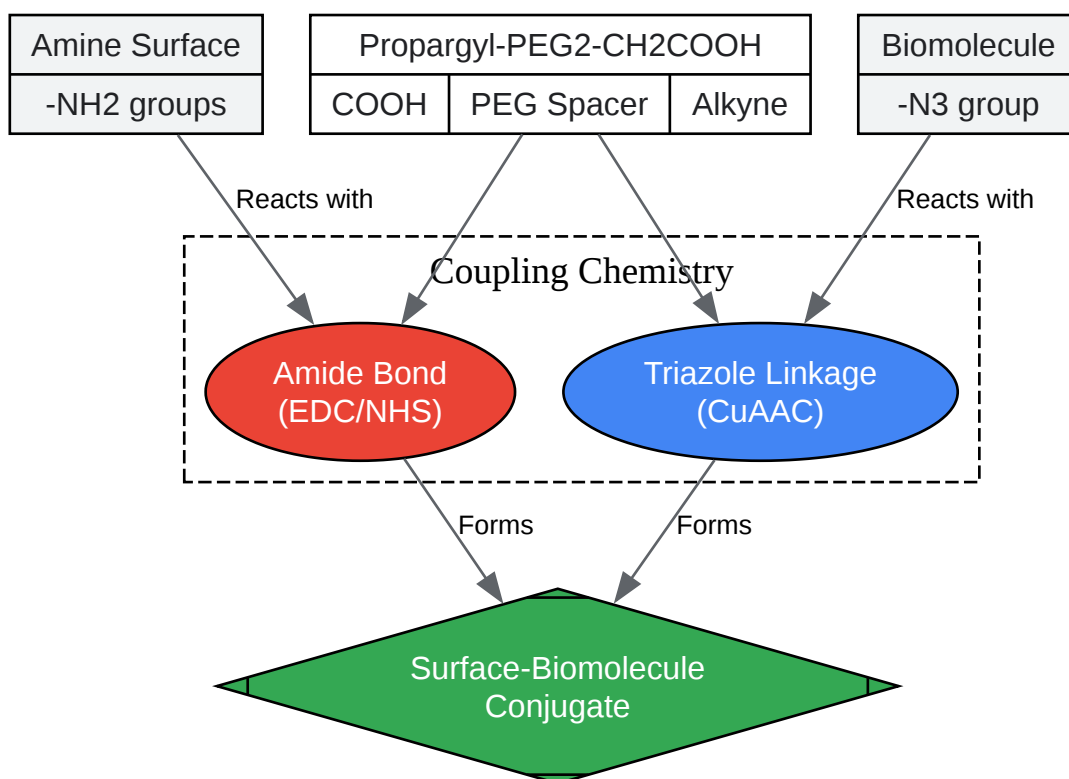 Amine Surface
-NH2 groups
Propargyl-PEG2-CH2COOH
COOH
PEG Spacer
Alkyne
Biomolecule
-N3 group
Reacts with
Reacts with
Coupling Chemistry
Amide Bond
(EDC/NHS)
Triazole Linkage
(CuAAC)
Forms
Forms
Surface-Biomolecule
Conjugate